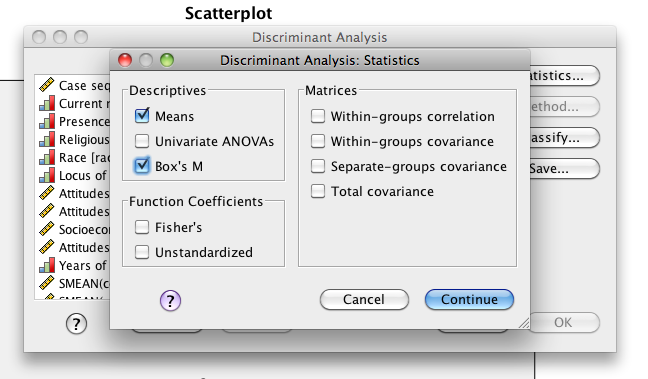 Scatterplot
Discriminant Analysis
Discriminant Analysis: Statistics
Case seq
Current
Presence
Religious
Race [rac
Locus of
Attitudes
Attitudes
Socioecon
Attitudes
Years of
SMEAN(c
Descriptives
Means
Univariate ANOVAs
Box's M
Function Coefficients
Fisher's
Unstandardized
Matrices
Within-groups correlation
Within-groups covariance
Separate-groups covariance
Total covariance
?
Cancel
Continue
atistics...
ethod...
assify...
Save...
?
OK